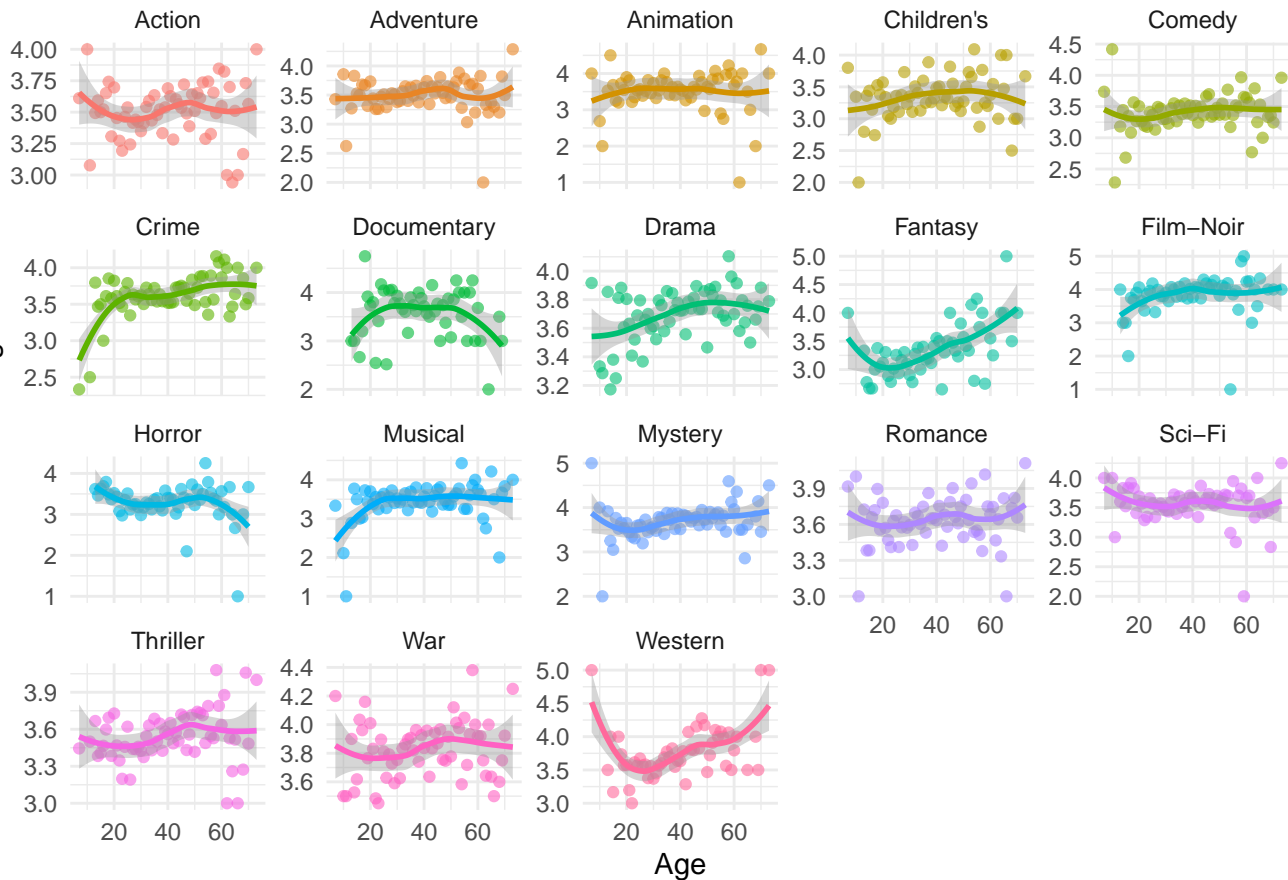 Action Adventure Animation Children's Comedy
4.00 3.75 3.50 3.25 3.00
4.0 3.5 3.0 2.5 2.0
4 3 2 1
4.0 3.5 3.0 2.5 2.0
4.5 4.0 3.5 3.0 2.5
Crime Documentary Drama Fantasy Film−Noir
4.0 3.5 3.0 2.5
4 3 2
4.0 3.8 3.6 3.4 3.2
5.0 4.5 4.0 3.5 3.0
5 4 3 2 1
Horror Musical Mystery Romance Sci−Fi
4 3 2 1
4 3 2 1
5 4 3 2
3.9 3.6 3.3 3.0
4.0 3.5 3.0 2.5 2.0
20 60 20 60
Thriller War Western
3.9 3.6 3.3 3.0
4.4 4.2 4.0 3.8 3.6
5.0 4.5 4.0 3.5 3.0
20 60 20 60 20 60
Age